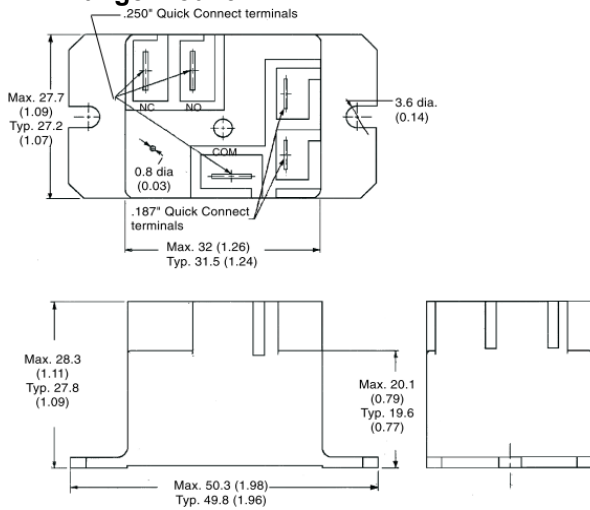 .250" Quick Connect terminals
Max. 27.7
(1.09)
Typ. 27.2
(1.07)
NC
NO
3.6 dia.
(0.14)
COM
0.8 dia
(0.03)
.187" Quick Connect
terminals
Max. 32 (1.26)
Typ. 31.5 (1.24)
Max. 28.3
(1.11)
Typ. 27.8
(1.09)
Max. 20.1
(0.79)
Typ. 19.6
(0.77)
Max. 50.3 (1.98)
Typ. 49.8 (1.96)